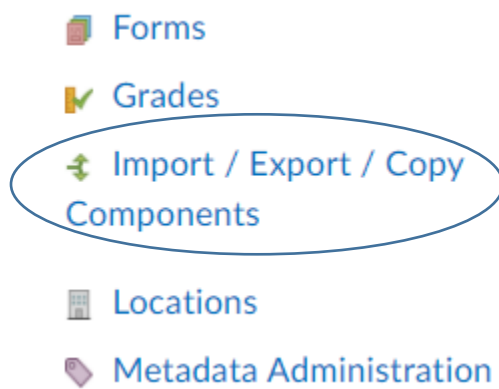 Forms
Grades
Import / Export / Copy
Components
Locations
Metadata Administration